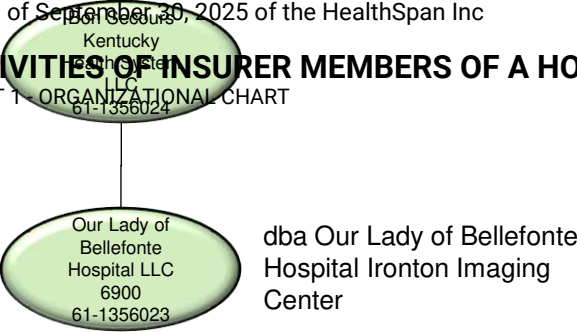 of September 30, 2025 of the HealthSpan Inc
Bon Secours
Kentucky
Health System
LLC
61-1356024
IVITIES OF INSURER MEMBERS OF A HO
T 1 - ORGANIZATIONAL CHART
Our Lady of
Bellefonte
Hospital LLC
6900
61-1356023
dba Our Lady of Bellefonte
Hospital Ironton Imaging
Center